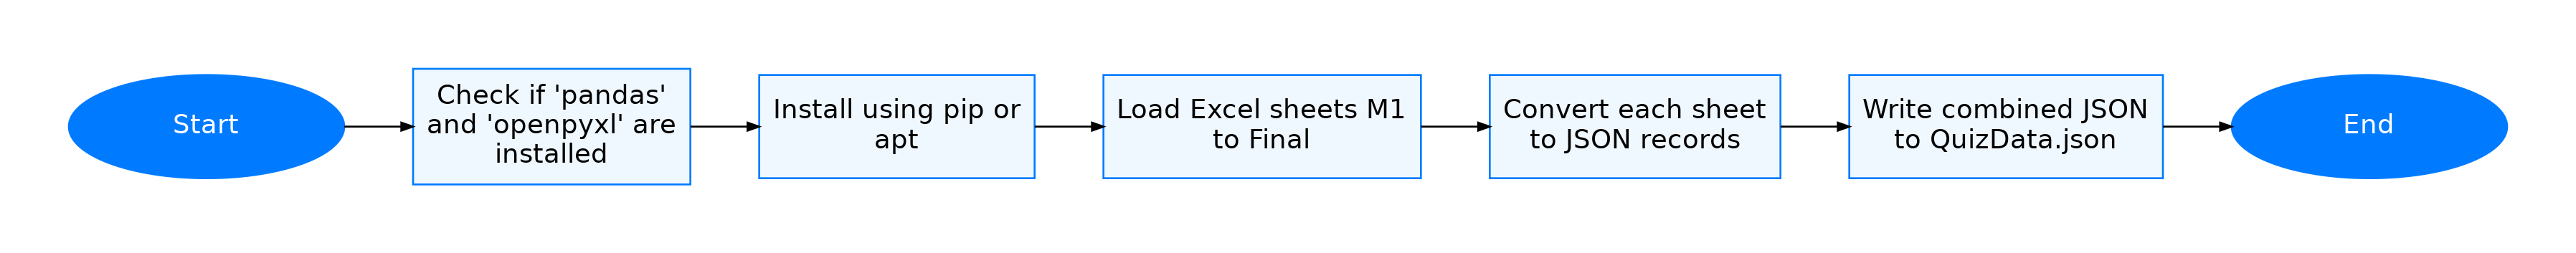 Start
Check if 'pandas'
and 'openpyxl' are
installed
Install using pip or
apt
Load Excel sheets M1
to Final
Convert each sheet
to JSON records
Write combined JSON
to QuizData.json
End